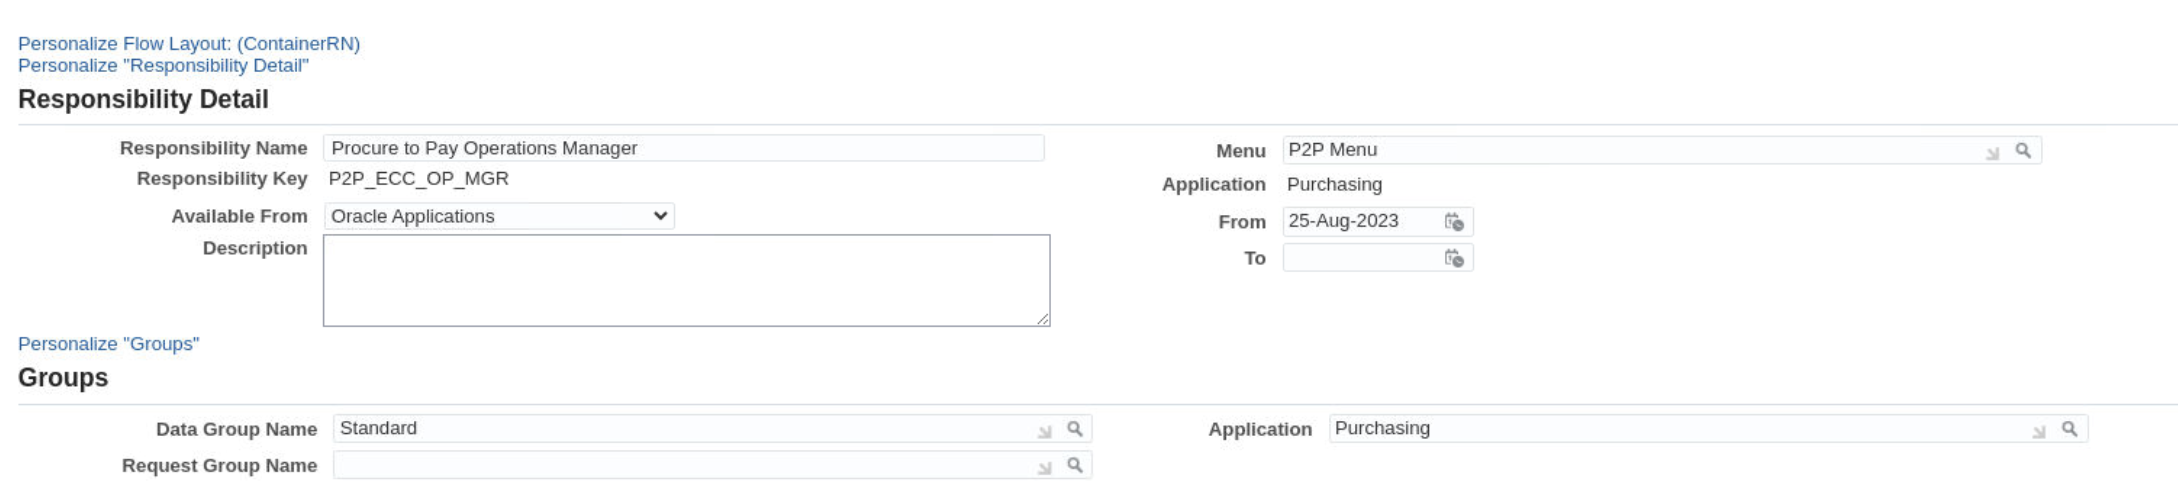 Personalize Flow Layout: (ContainerRN)
Personalize "Responsibility Detail"
Responsibility Detail
Responsibility Name Procure to Pay Operations Manager
Menu P2P Menu
Responsibility Key P2P_ECC_OP_MGR
Application Purchasing
Available From Oracle Applications
From 25-Aug-2023
Description
To
Personalize "Groups"
Groups
Data Group Name Standard
Application Purchasing
Request Group Name